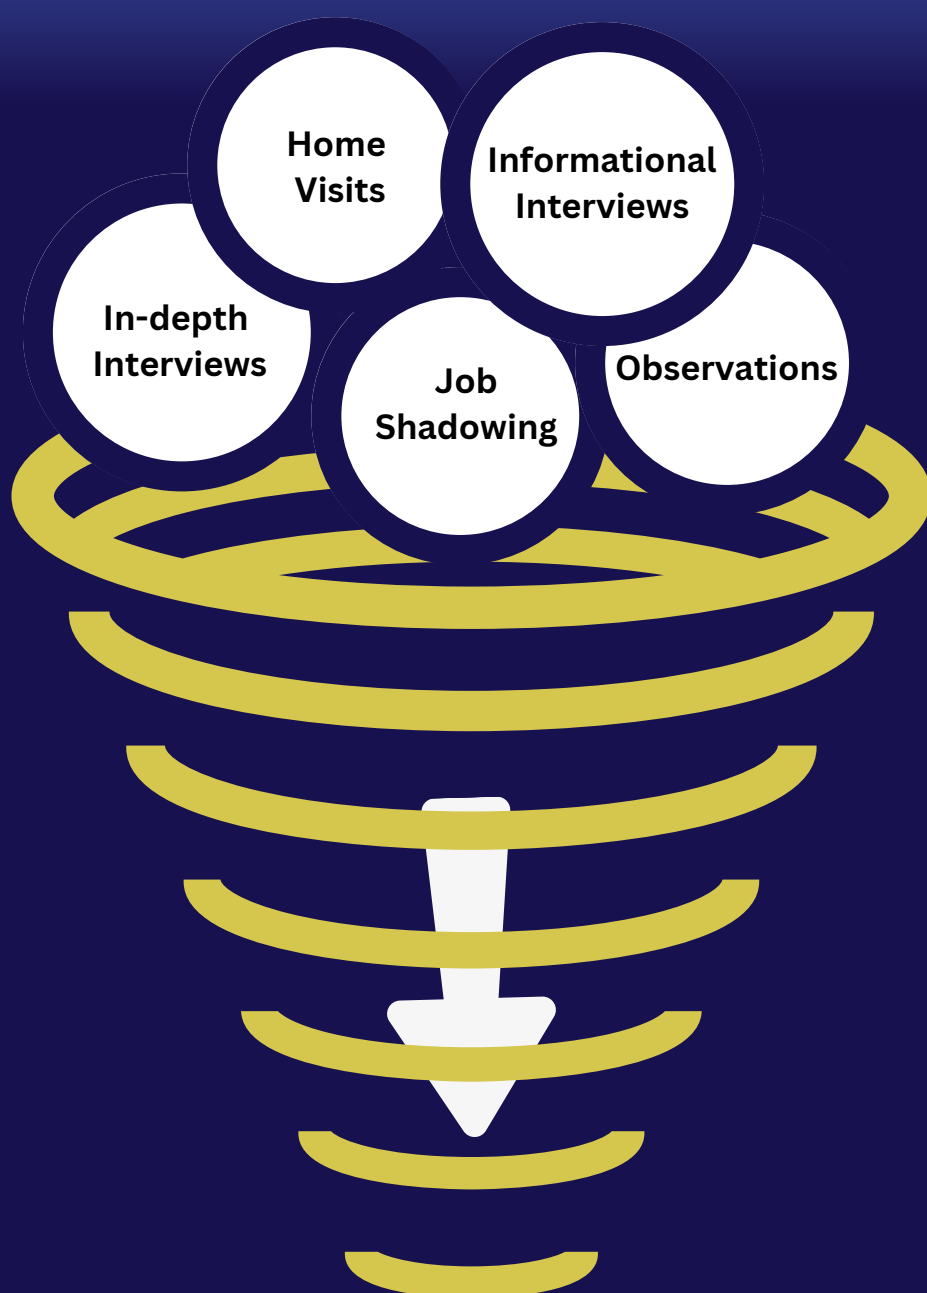 Home
Visits
Informational
Interviews
In-depth
Interviews
Job
Shadowing
Observations